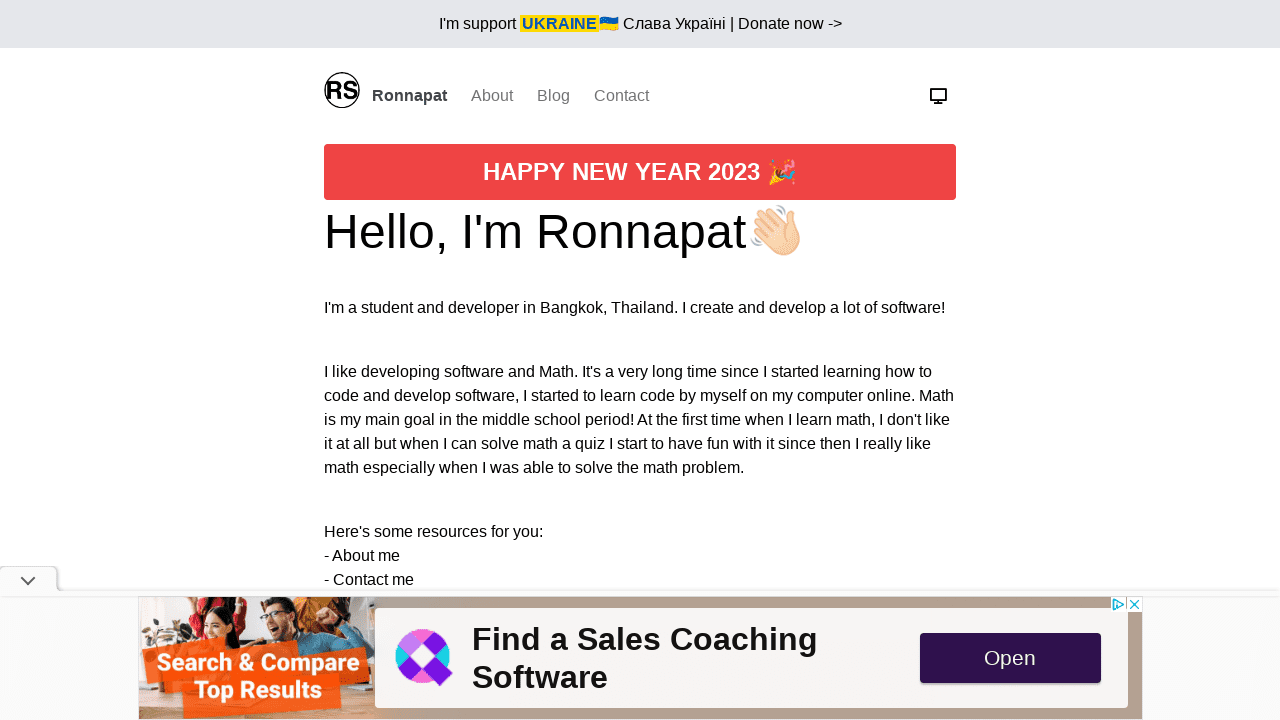 I'm support UKRAINE🇺🇦 Слава Україні | Donate now ->
RS Ronnapat About Blog Contact
HAPPY NEW YEAR 2023 🎉
Hello, I'm Ronnapat👋🏻
I'm a student and developer in Bangkok, Thailand. I create and develop a lot of software!
I like developing software and Math. It's a very long time since I started learning how to
code and develop software, I started to learn code by myself on my computer online. Math
is my main goal in the middle school period! At the first time when I learn math, I don't like
it at all but when I can solve math a quiz I start to have fun with it since then I really like
math especially when I was able to solve the math problem.
Here's some resources for you:
- About me
- Contact me
Search & Compare
Top Results
Find a Sales Coaching
Software
Open